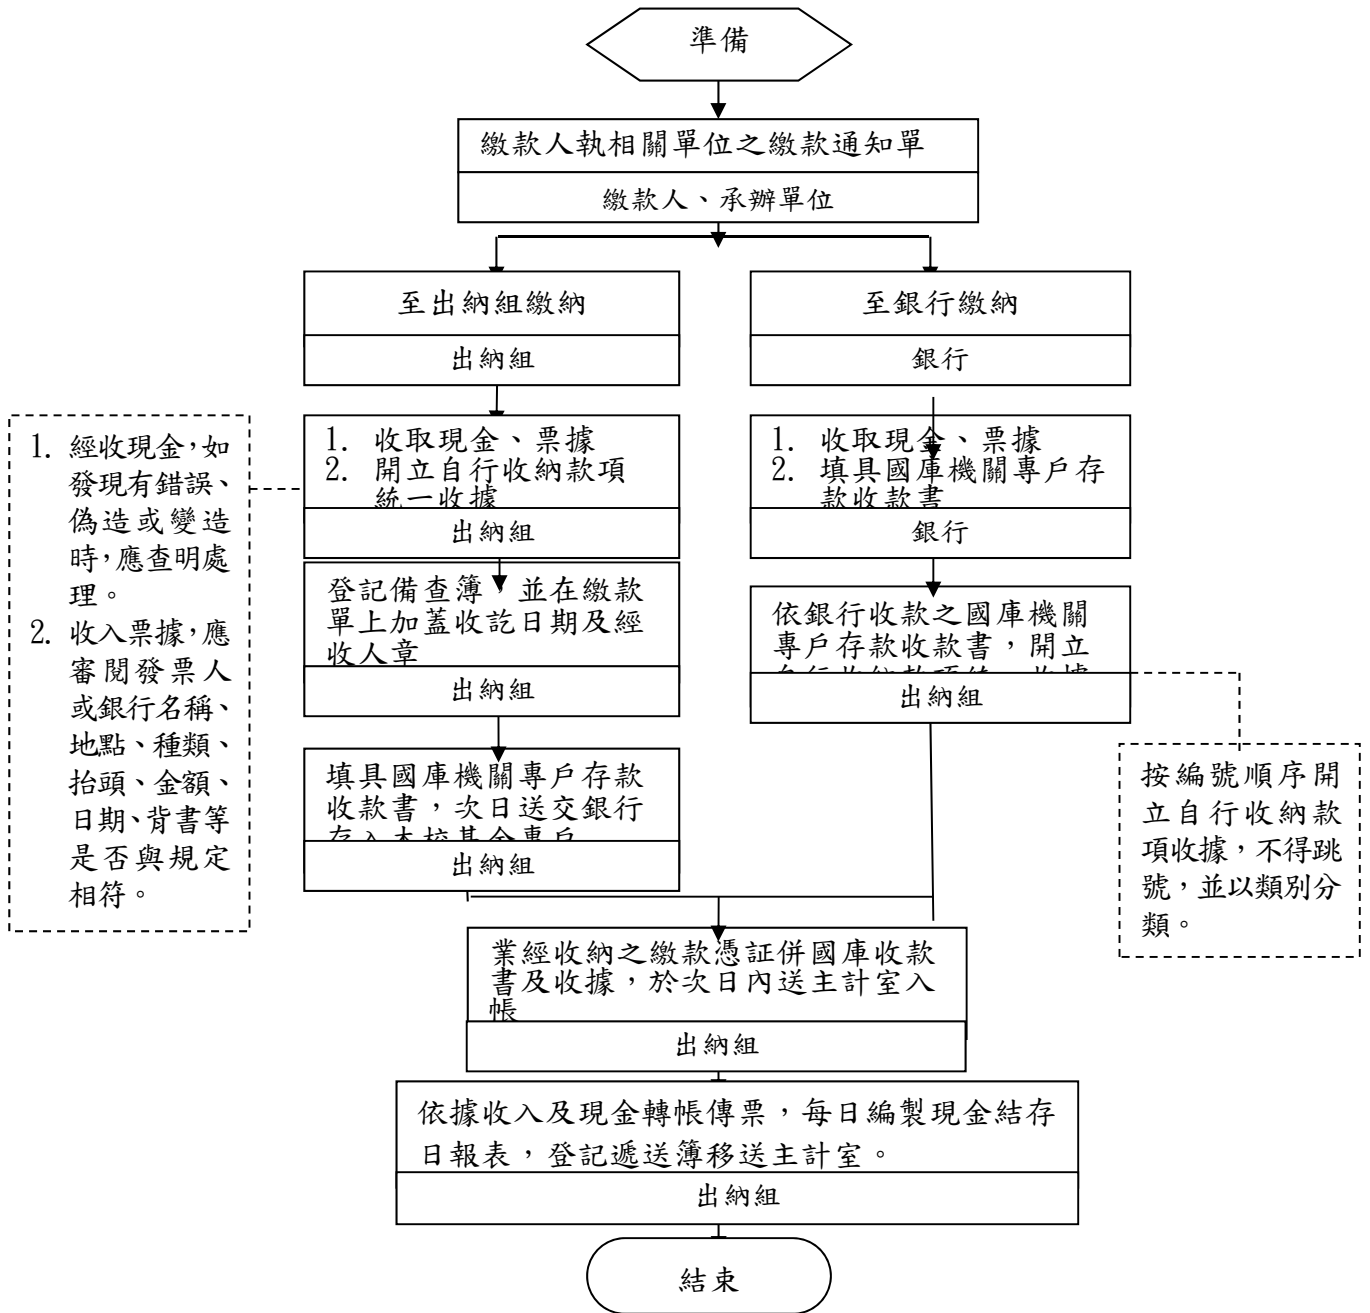 準備
繳款人執相關單位之繳款通知單
繳款人、承辦單位
至出納組繳納
出納組
至銀行繳納
銀行
1. 經收現金,如
發現有錯誤、
偽造或變造
時,應查明處
理。
2. 收入票據,應
審閱發票人
或銀行名稱、
地點、種類、
抬頭、金額、
日期、背書等
是否與規定
相符。
1. 收取現金、票據
2. 開立自行收納款項
統一收據
出納組
1. 收取現金、票據
2. 填具國庫機關專戶存
款收款書
銀行
登記備查簿,並在繳款
單上加蓋收訖日期及經
收人章
出納組
依銀行收款之國庫機關
專戶存款收款書,開立
出納組
填具國庫機關專戶存款
收款書,次日送交銀行
存入本校基金專戶
出納組
按編號順序開
立自行收納款
項收據,不得跳
號,並以類別分
類。
業經收納之繳款憑証併國庫收款
書及收據,於次日內送主計室入
帳
出納組
依據收入及現金轉帳傳票,每日編製現金結存
日報表,登記遞送簿移送主計室。
出納組
結束